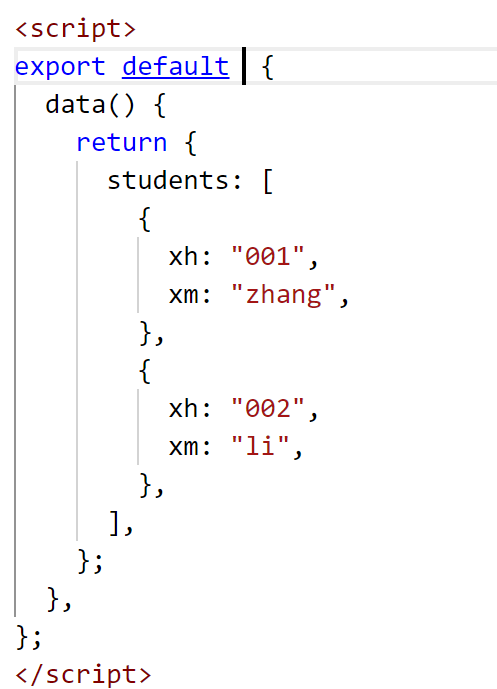 <script>
export default {
  data() {
    return {
      students: [
        {
          xh: "001",
          xm: "zhang",
        },
        {
          xh: "002",
          xm: "li",
        },
      ],
    };
  },
};
</script>